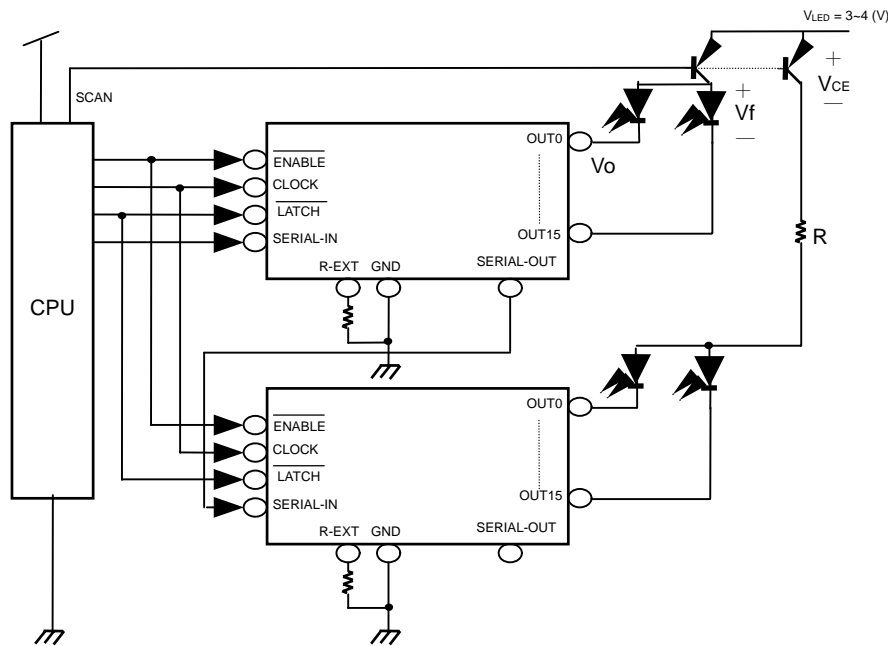 VLED = 3~4 (V)
SCAN
+
VCE
—
+
Vf
—
OUT0
ENABLE
Vo
CLOCK
LATCH
OUT15
SERIAL-IN
R
SERIAL-OUT
R-EXT GND
CPU
OUT0
ENABLE
CLOCK
LATCH
OUT15
SERIAL-IN
SERIAL-OUT
R-EXT GND